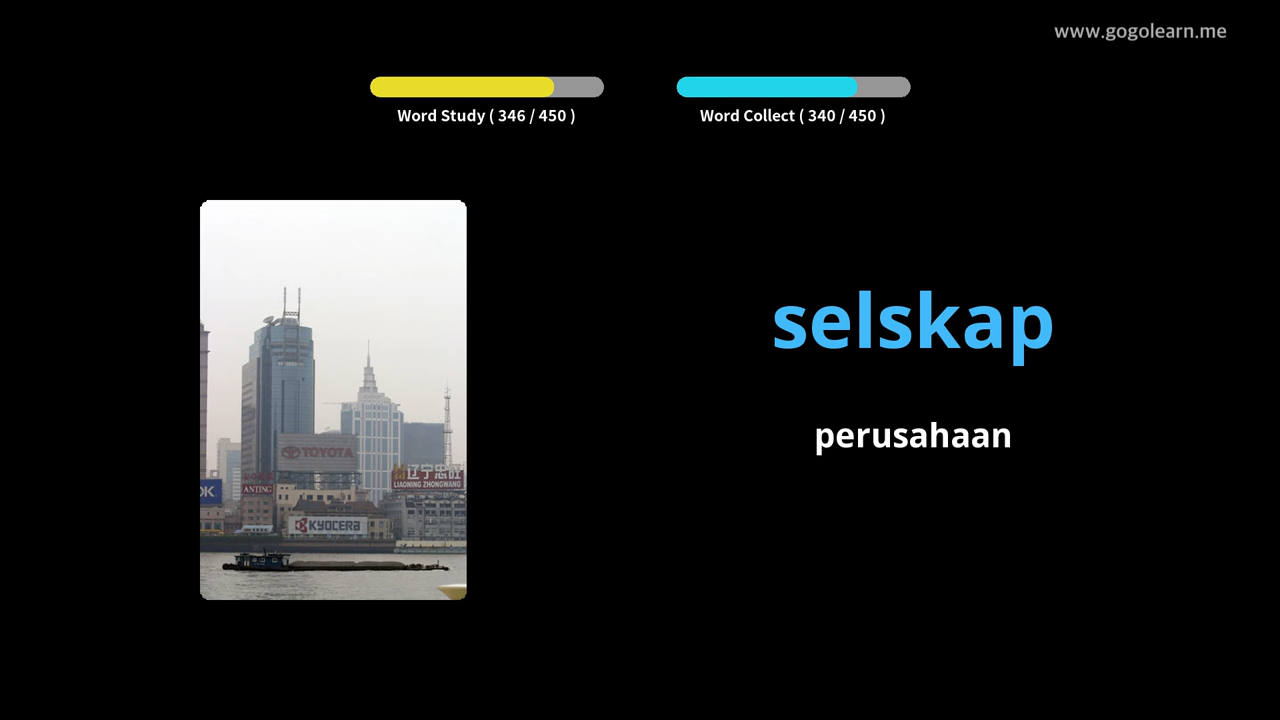 www.gogolearn.me
Word Study ( 346 / 450 )
Word Collect ( 340 / 450 )
selskap
perusahaan
TOYOTA
辽宁忠旺
LIAONING ZHONGWANG
ANTING
OK
KYOCERA